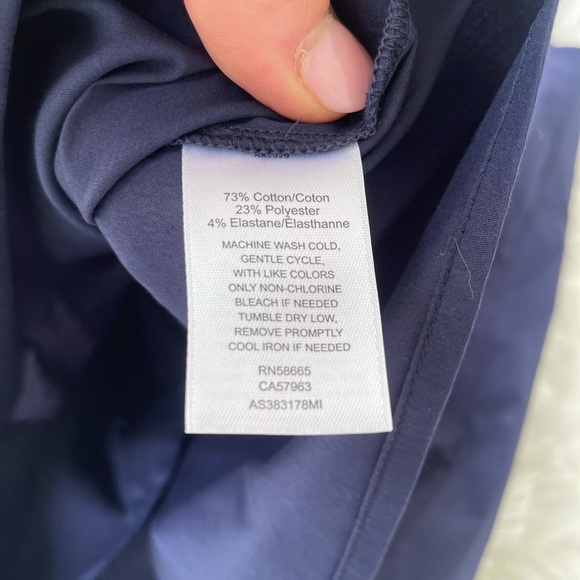 73% Cotton/Coton
23% Polyester
4% Elastane/Élasthanne
MACHINE WASH COLD,
GENTLE CYCLE,
WITH LIKE COLORS
ONLY NON-CHLORINE
BLEACH IF NEEDED
TUMBLE DRY LOW,
REMOVE PROMPTLY
COOL IRON IF NEEDED
RN58665
CA57963
AS383178MI